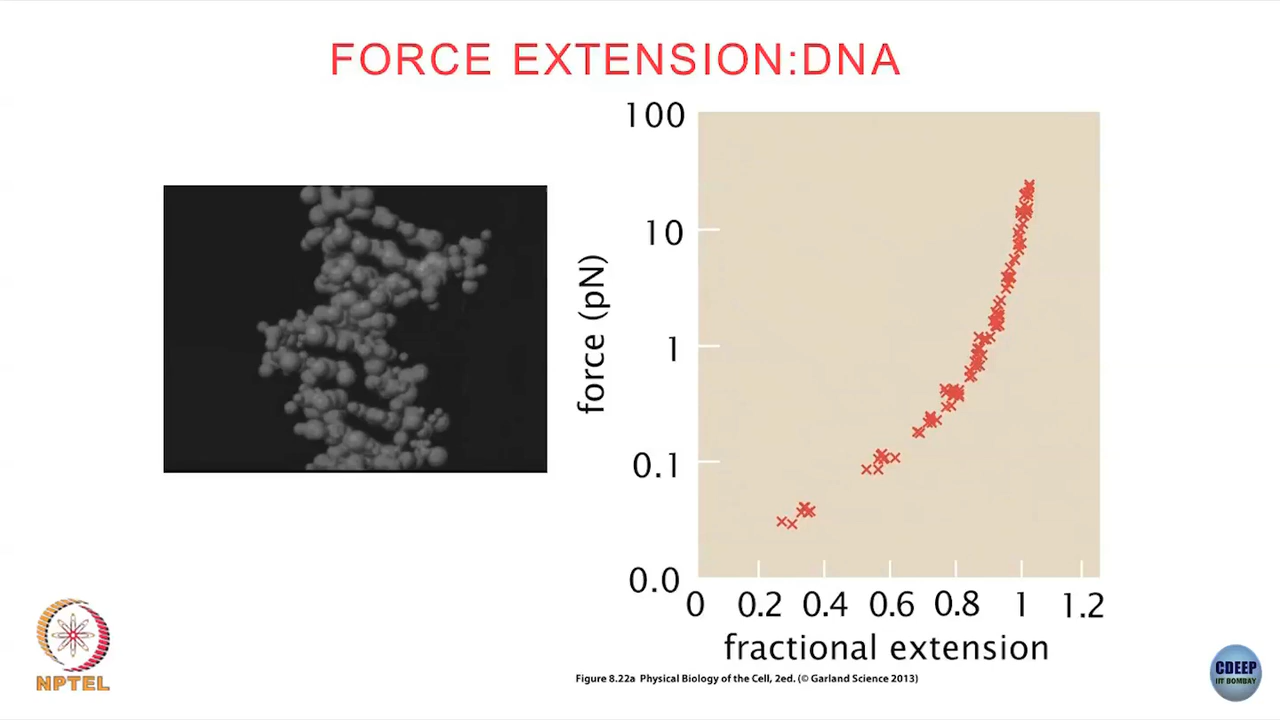 FORCE EXTENSION:DNA
100
10
1
0.1
0.0
force (pN)
0 0.2 0.4 0.6 0.8 1 1.2
fractional extension
Figure 8.22a Physical Biology of the Cell, 2ed. (© Garland Science 2013)
NPTEL
CDEEP
IIT BOMBAY